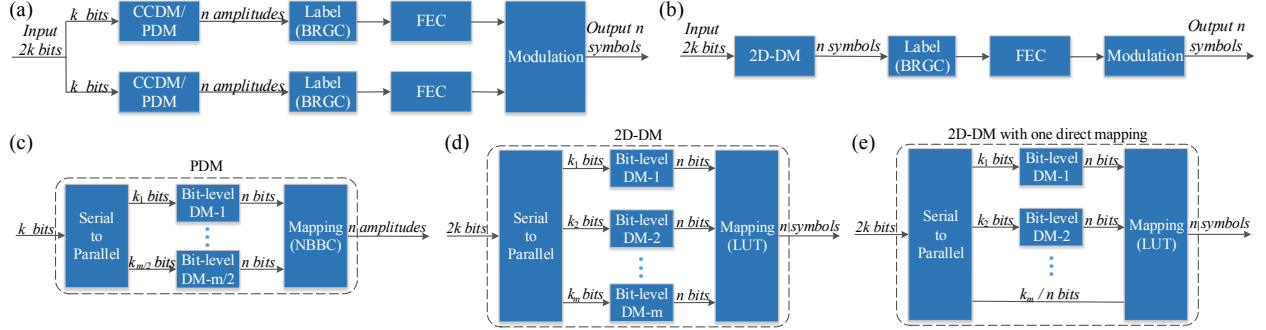 (a)
Input
2k bits
k bits
CCDM/
PDM
n amplitudes
Label
(BRGC)
FEC
k bits
CCDM/
PDM
n amplitudes
Label
(BRGC)
FEC
Modulation
Output n
symbols
(b)
Input
2k bits
2D-DM
n symbols
Label
(BRGC)
FEC
Modulation
Output n
symbols
(c)
PDM
k bits
Serial
to
Parallel
k1 bits
Bit-level
DM-1
n bits
km/2 bits
Bit-level
DM-m/2
n bits
Mapping
(NBBC)
n amplitudes
(d)
2D-DM
2k bits
Serial
to
Parallel
k1 bits
Bit-level
DM-1
n bits
k2 bits
Bit-level
DM-2
n bits
km bits
Bit-level
DM-m
n bits
Mapping
(LUT)
n symbols
(e)
2D-DM with one direct mapping
2k bits
Serial
to
Parallel
k1 bits
Bit-level
DM-1
n bits
k2 bits
Bit-level
DM-2
n bits
km / n bits
Mapping
(LUT)
n symbols